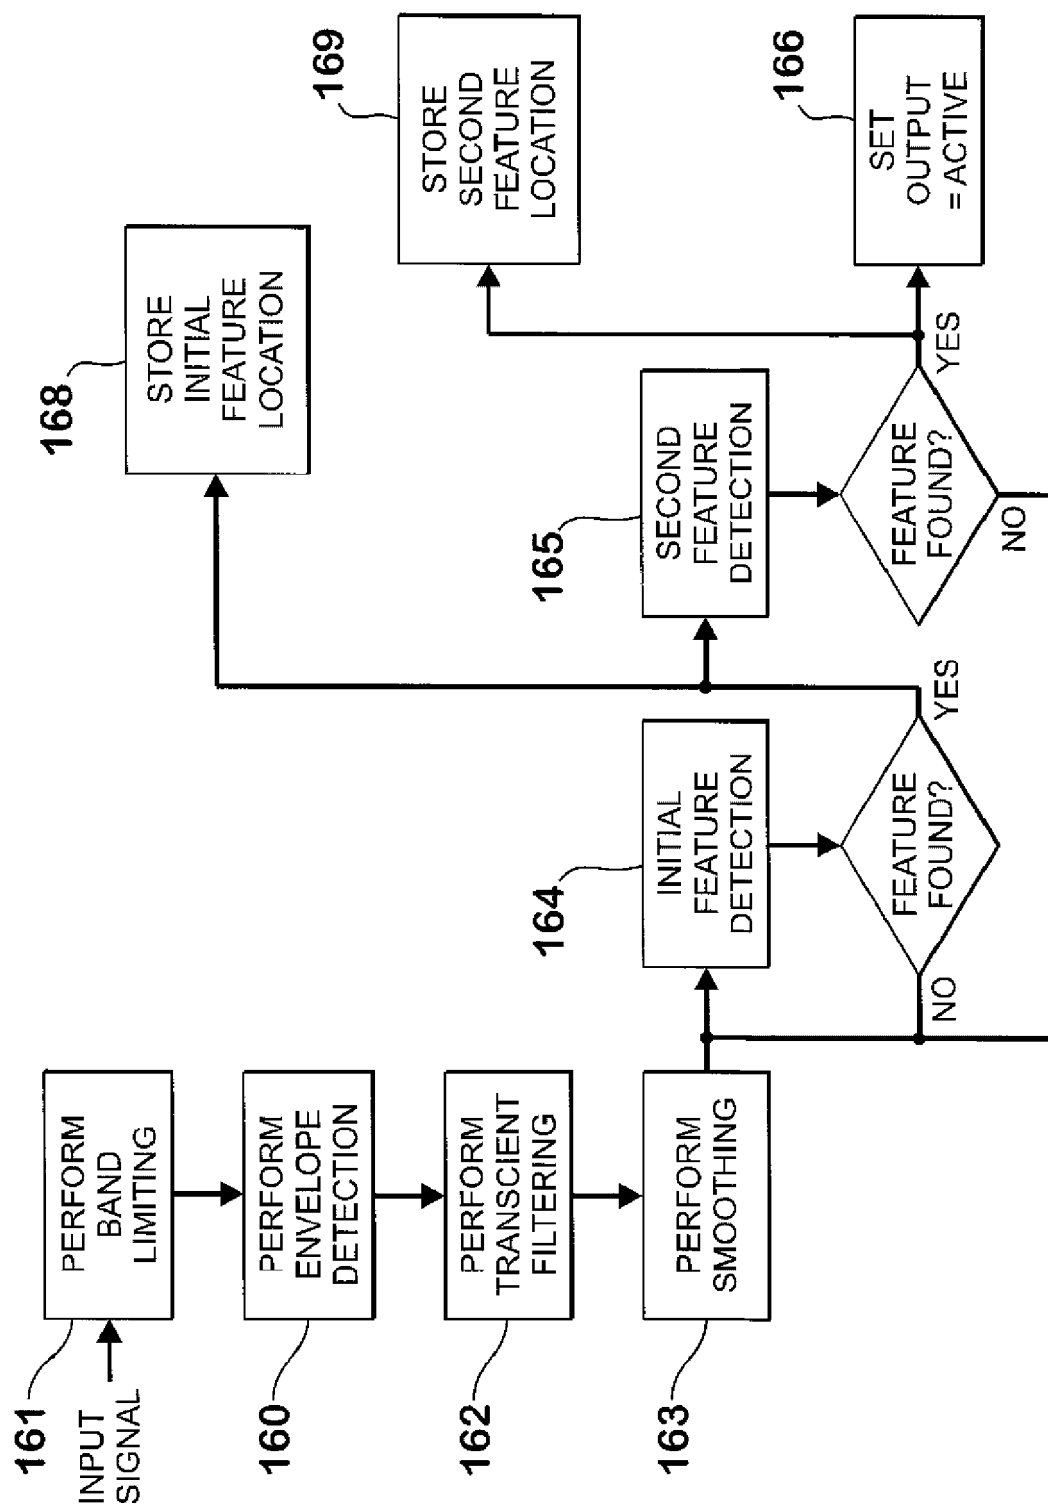 161
INPUT
SIGNAL
PERFORM
BAND
LIMITING
160
PERFORM
ENVELOPE
DETECTION
162
PERFORM
TRANSCIENT
FILTERING
163
PERFORM
SMOOTHING
164
INITIAL
FEATURE
DETECTION
FEATURE
FOUND?
NO
YES
168
STORE
INITIAL
FEATURE
LOCATION
165
SECOND
FEATURE
DETECTION
FEATURE
FOUND?
NO
YES
169
STORE
SECOND
FEATURE
LOCATION
166
SET
OUTPUT
= ACTIVE